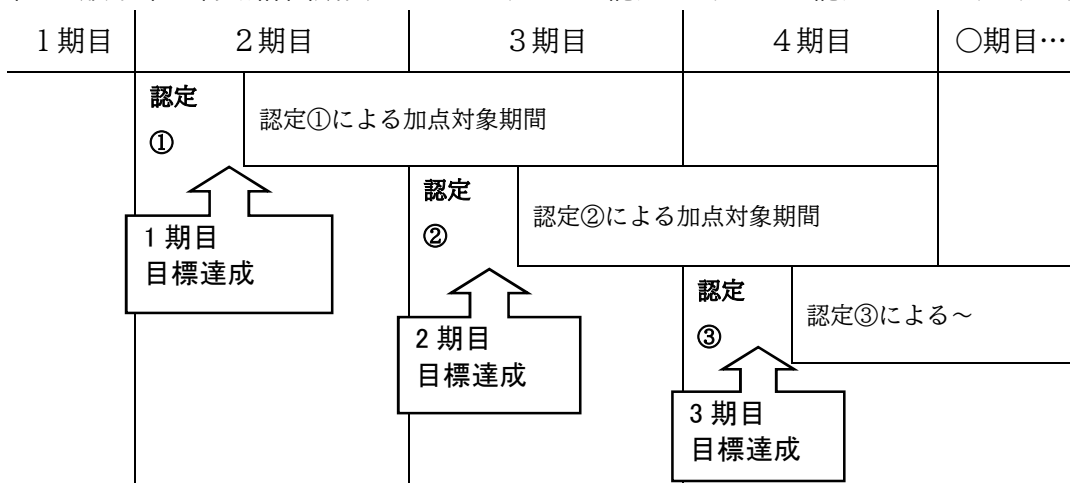 １期目 ２期目 ３期目 ４期目 ○期目…
認定
①
認定①による加点対象期間
1 期目
目標達成
認定
②
認定②による加点対象期間
2 期目
目標達成
認定
③
認定③による～
3 期目
目標達成